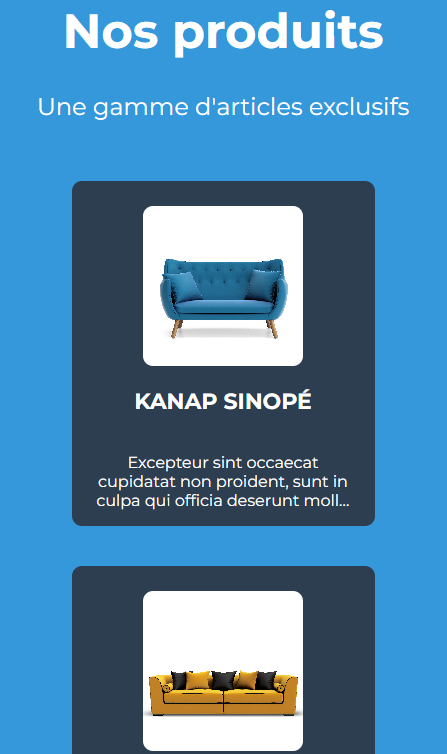 Nos produits
Une gamme d'articles exclusifs
KANAP SINOPÉ
Excepteur sint occaecat
cupidatat non proident, sunt in
culpa qui officia deserunt moll...